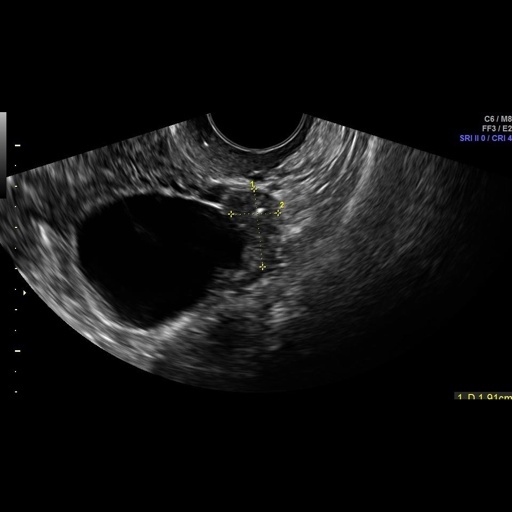 C6 / M8
FF3 / E2
SRI II 0 / CRI 4
1
2
1 D 1.91cm